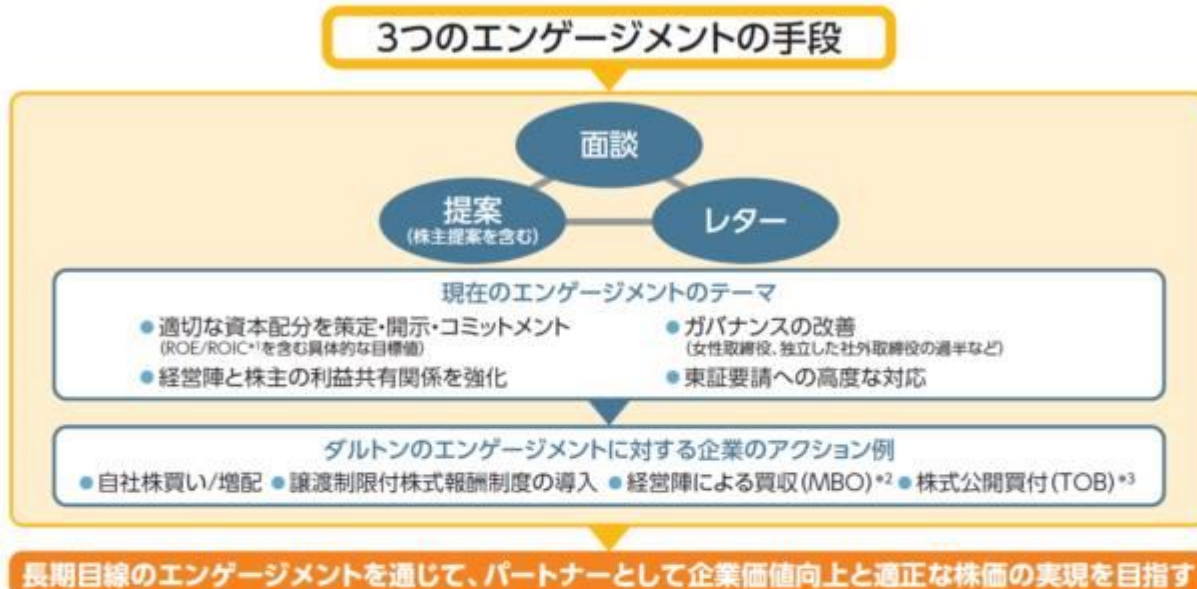 3つのエンゲージメントの手段
面談
提案
(株主提案を含む)
レター
現在のエンゲージメントのテーマ
●適切な資本配分を策定・開示・コミットメント
(ROE/ROIC*1を含む具体的な目標値)
●経営陣と株主の利益共有関係を強化
●ガバナンスの改善
(女性取締役、独立した社外取締役の過半など)
●東証要請への高度な対応
ダルトンのエンゲージメントに対する企業のアクション例
●自社株買い/増配 ●譲渡制限付株式報酬制度の導入 ●経営陣による買収(MBO)*2 ●株式公開買付(TOB)*3
長期目線のエンゲージメントを通じて、パートナーとして企業価値向上と適正な株価の実現を目指す